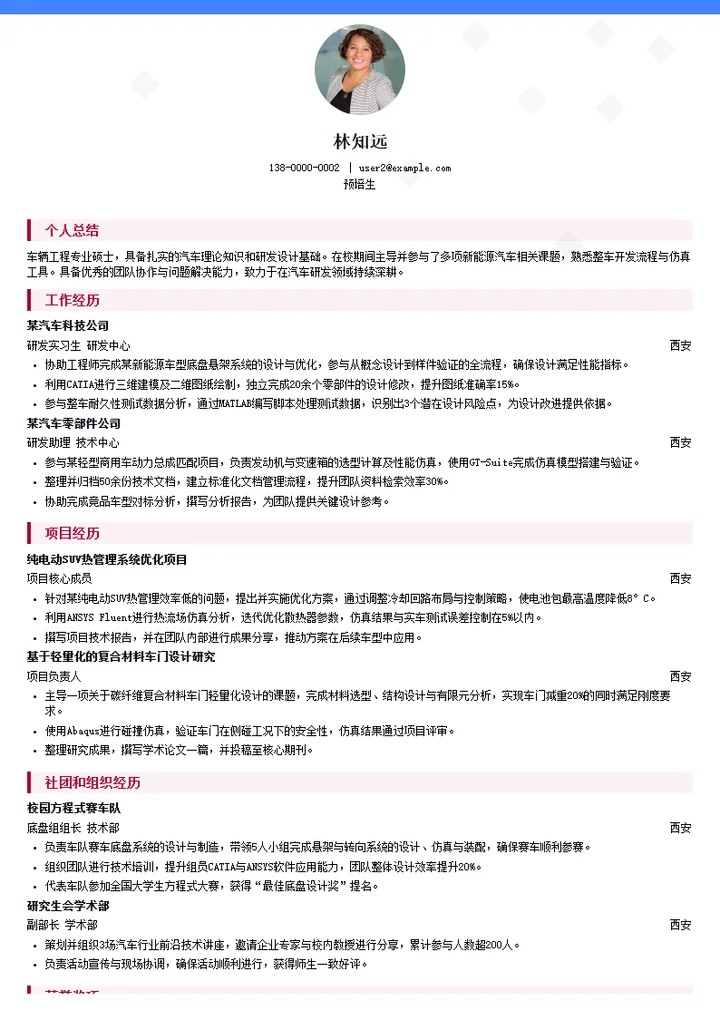 林知远
138-0000-0002 | user2@example.com
预培生
个人总结
车辆工程专业硕士，具备扎实的汽车理论知识和研发设计基础。在校期间主导并参与了多项新能源汽车相关课题，熟悉整车开发流程与仿真
工具。具备优秀的团队协作与问题解决能力，致力于在汽车研发领域持续深耕。
工作经历
某汽车科技公司
研发实习生 研发中心 西安
• 协助工程师完成某新能源车型底盘悬架系统的设计与优化，参与从概念设计到样件验证的全流程，确保设计满足性能指标。
• 利用CATIA进行三维建模及二维图纸绘制，独立完成20余个零部件的设计修改，提升图纸准确率15%。
• 参与整车耐久性测试数据分析，通过MATLAB编写脚本处理测试数据，识别出3个潜在设计风险点，为设计改进提供依据。
某汽车零部件公司
研发助理 技术中心 西安
• 参与某轻型商用车动力总成匹配项目，负责发动机与变速箱的选型计算及性能仿真，使用GT-Suite完成仿真模型搭建与验证。
• 整理并归档50余份技术文档，建立标准化文档管理流程，提升团队资料检索效率30%。
• 协助完成竞品车型对标分析，撰写分析报告，为团队提供关键设计参考。
项目经历
纯电动SUV热管理系统优化项目
项目核心成员 西安
• 针对某纯电动SUV热管理效率低的问题，提出并实施优化方案，通过调整冷却回路布局与控制策略，使电池包最高温度降低8°C。
• 利用ANSYS Fluent进行热流场仿真分析，迭代优化散热器参数，仿真结果与实车测试误差控制在5%以内。
• 撰写项目技术报告，并在团队内部进行成果分享，推动方案在后续车型中应用。
基于轻量化的复合材料车门设计研究
项目负责人 西安
• 主导一项关于碳纤维复合材料车门轻量化设计的课题，完成材料选型、结构设计与有限元分析，实现车门减重20%的同时满足刚度要
求。
• 使用Abaqus进行碰撞仿真，验证车门在侧碰工况下的安全性，仿真结果通过项目评审。
• 整理研究成果，撰写学术论文一篇，并投稿至核心期刊。
社团和组织经历
校园方程式赛车队
底盘组组长 技术部 西安
• 负责车队赛车底盘系统的设计与制造，带领5人小组完成悬架与转向系统的设计、仿真与装配，确保赛车顺利参赛。
• 组织团队进行技术培训，提升组员CATIA与ANSYS软件应用能力，团队整体设计效率提升20%。
• 代表车队参加全国大学生方程式大赛，获得“最佳底盘设计奖”提名。
研究生会学术部
副部长 学术部 西安
• 策划并组织3场汽车行业前沿技术讲座，邀请企业专家与校内教授进行分享，累计参与人数超200人。
• 负责活动宣传与现场协调，确保活动顺利进行，获得师生一致好评。